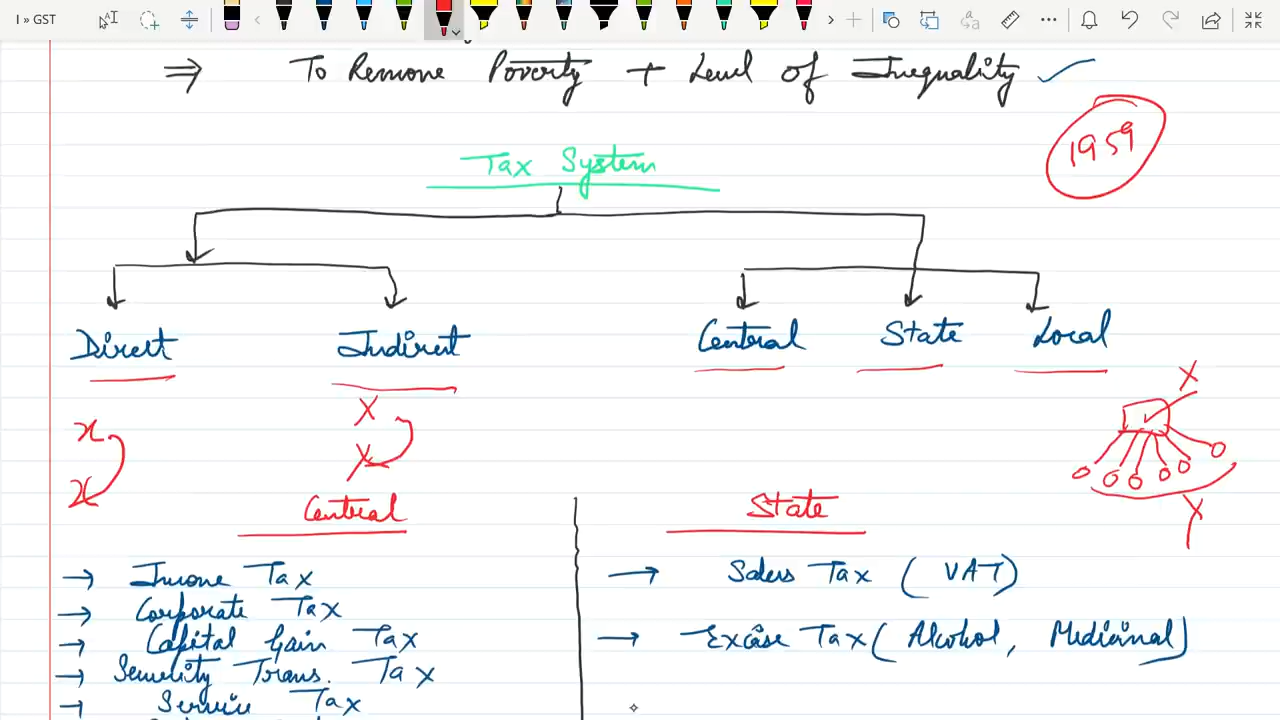 I » GST
⇒ To Remove Poverty + Level of Inequality ✓
1959
Tax System
Direct Indirect Central State Local
X
x X
x X
X
Central State
→ Income Tax
→ Corporate Tax
→ Capital Gain Tax
→ Security Trans. Tax
→ Service Tax
→ Sales Tax (VAT)
→ Excise Tax (Alcohol, Medicinal)